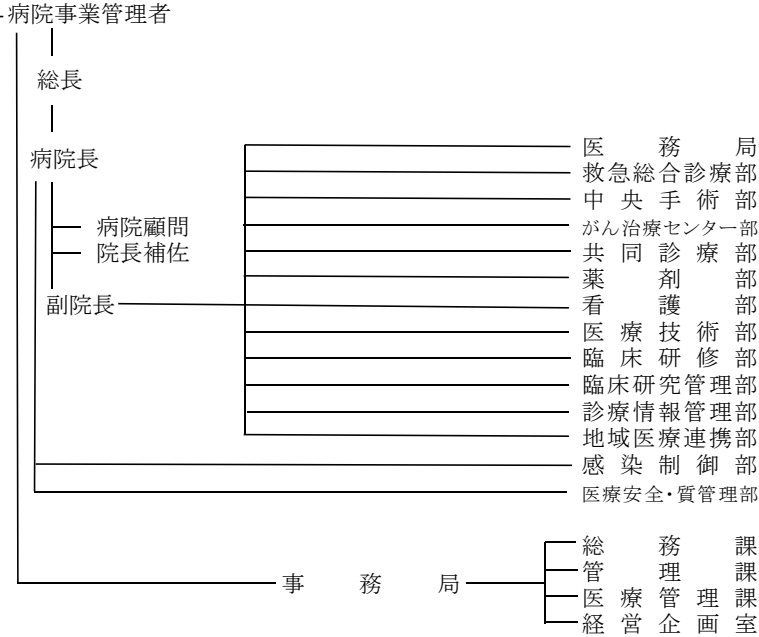 病院事業管理者
総長
病院長
病院顧問
院長補佐
副院長
医務局
救急総合診療部
中央手術部
がん治療センター部
共同診療部
薬剤部
看護部
医療技術部
臨床研修部
臨床研究管理部
診療情報管理部
地域医療連携部
感染制御部
医療安全・質管理部
事務局
総務課
管理課
医療管理課
経営企画室